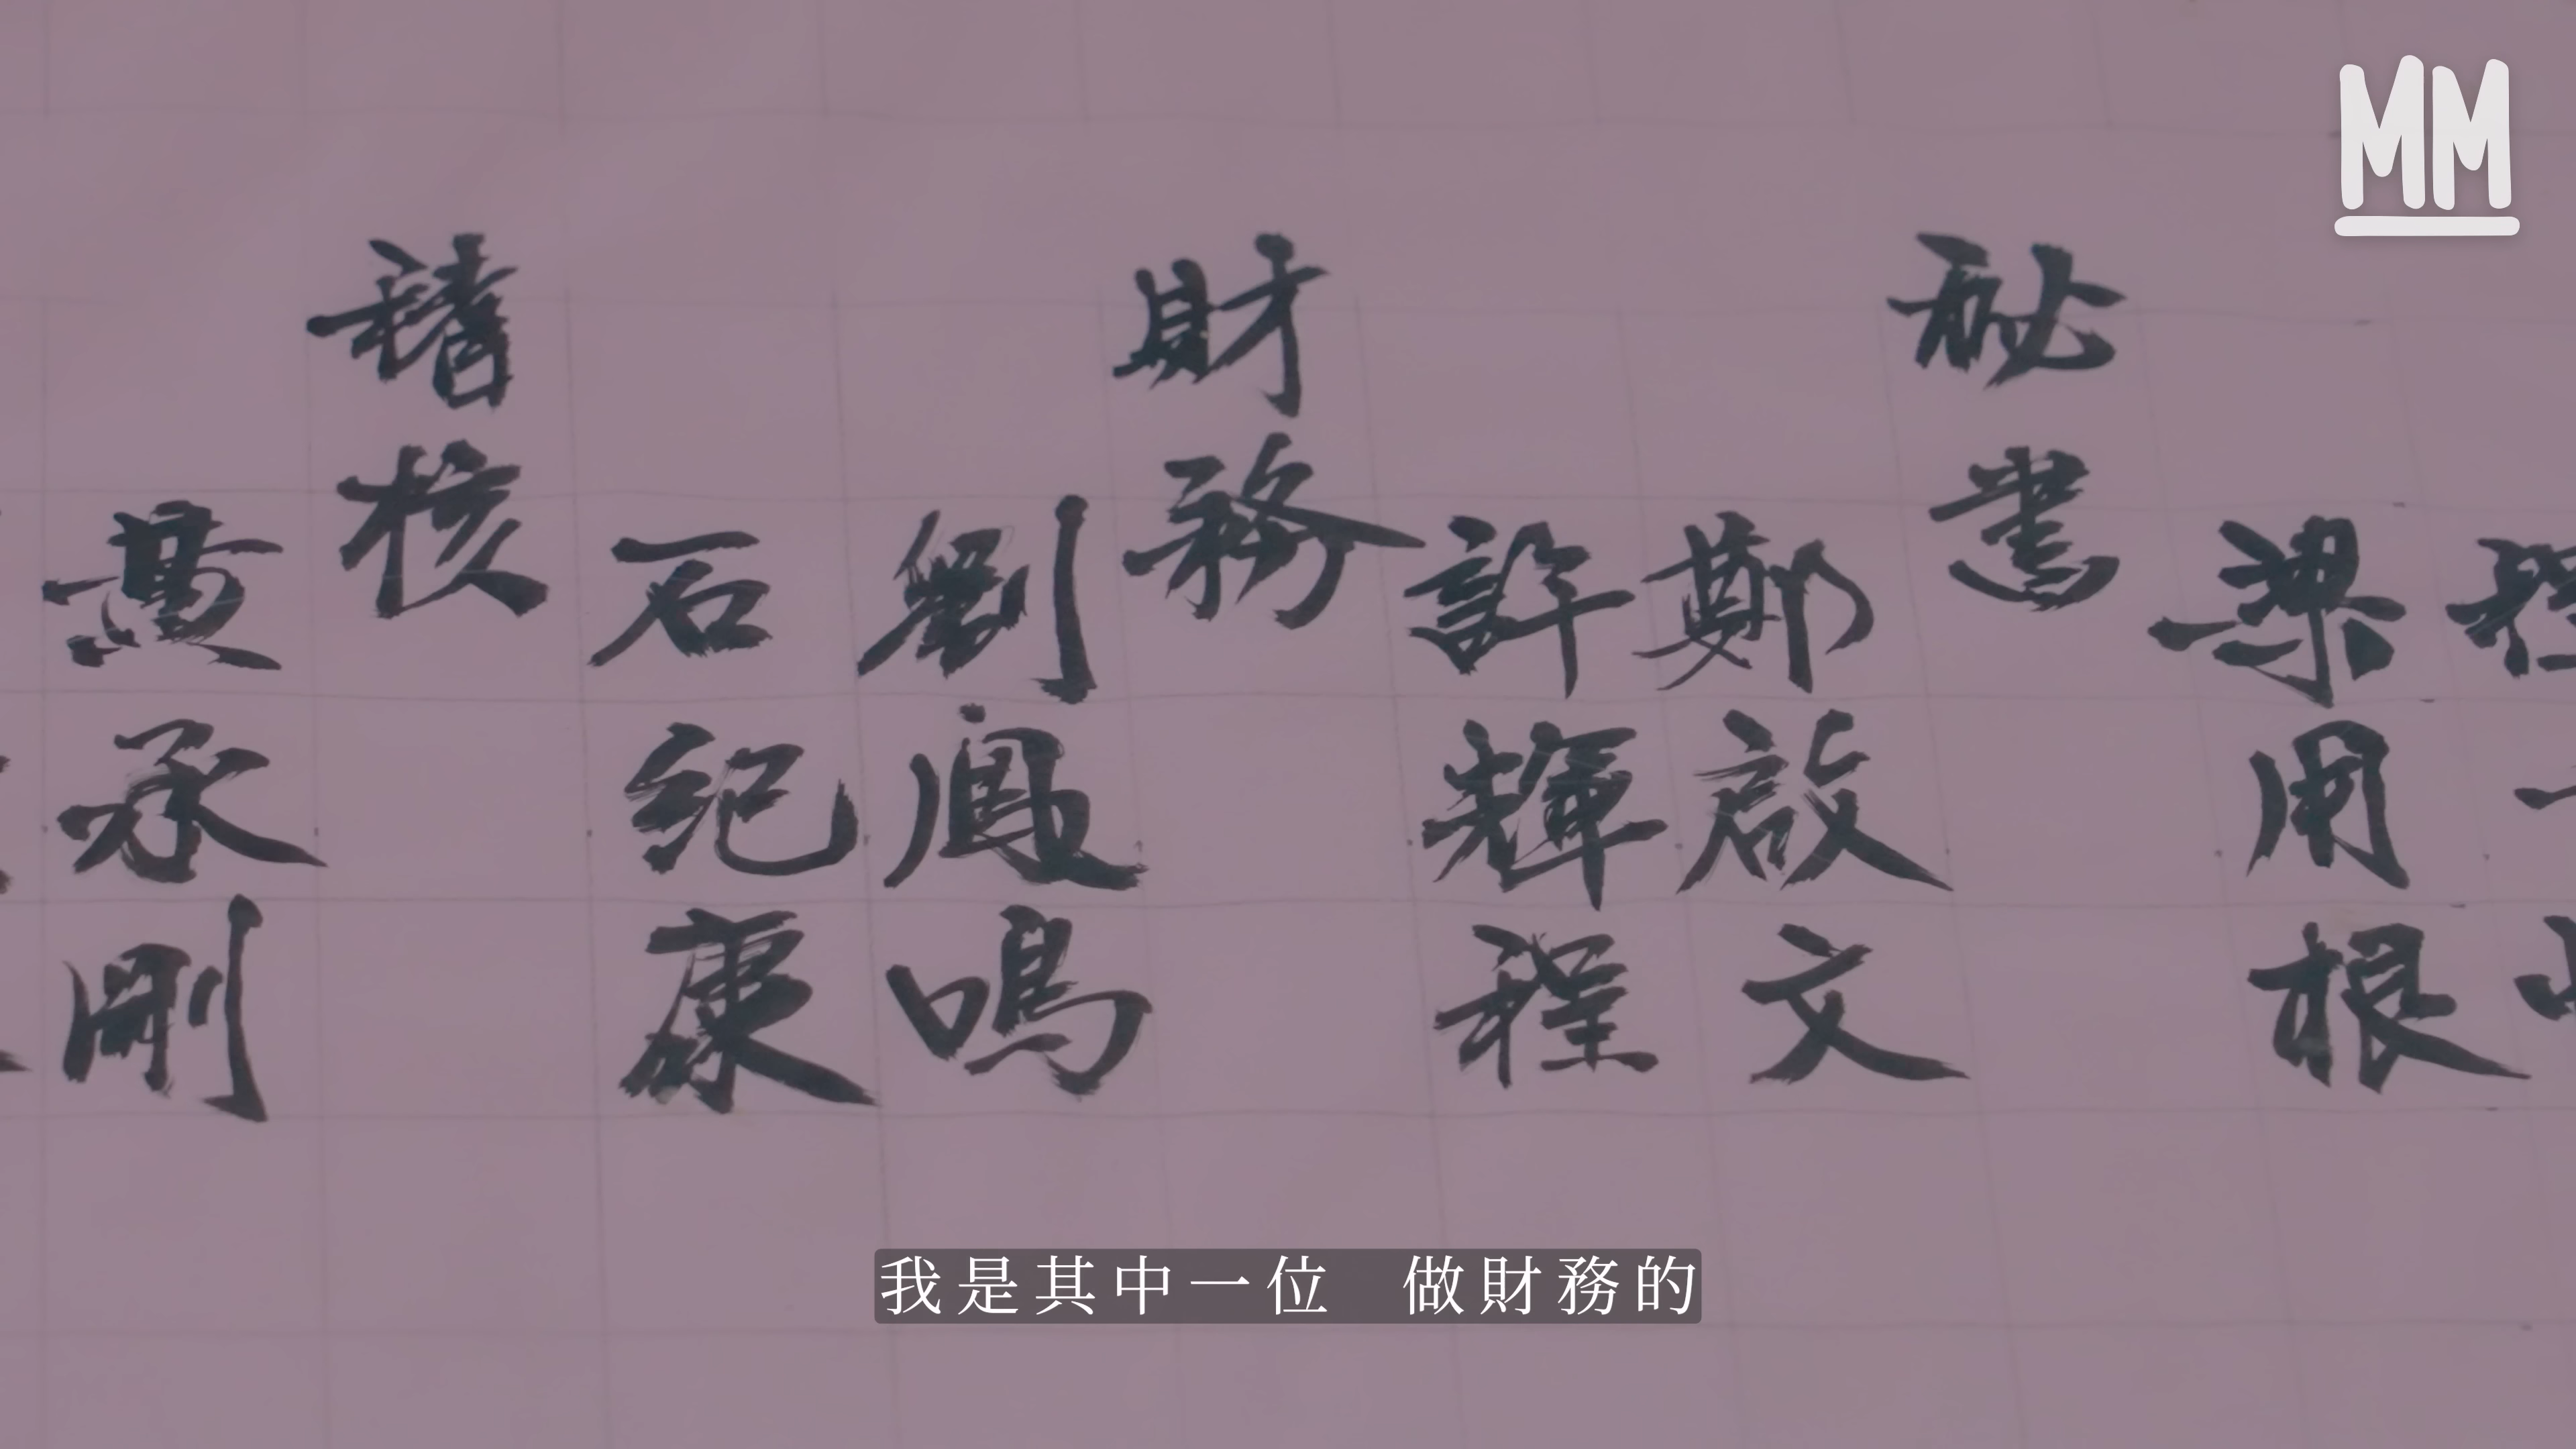 MM
梁用根
秘書
鄭啟文
許輝程
財務
劉鳳鳴
石紀康
稽核
黃承剛
我是其中一位 做財務的